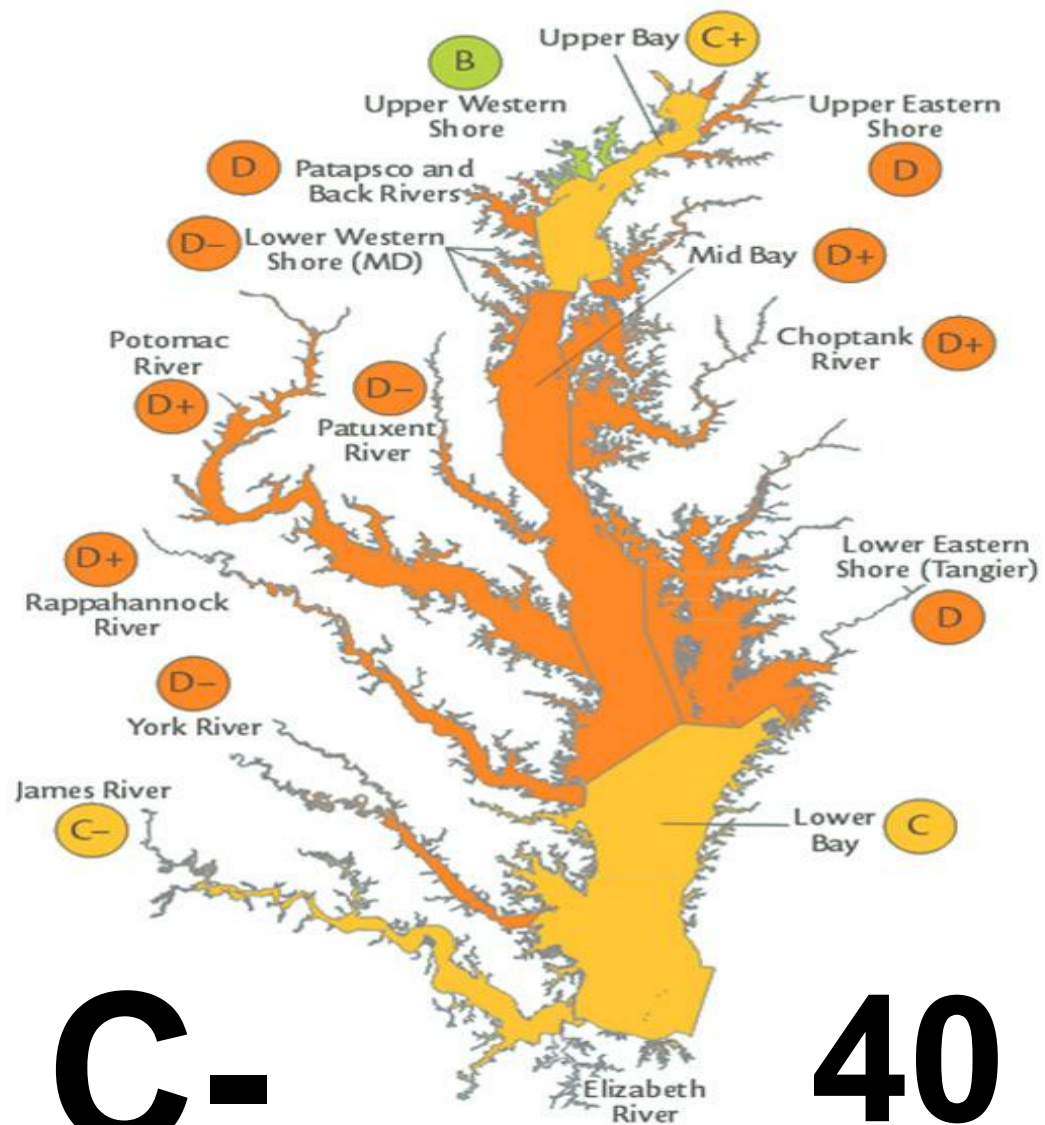 Upper Bay C+
B
Upper Western
Shore
Upper Eastern
Shore
D
D
Patapsco and
Back Rivers
D–
Lower Western
Shore (MD)
Mid Bay D+
Potomac
River
D+
Choptank
River
D+
D–
Patuxent
River
D+
Rappahannock
River
Lower Eastern
Shore (Tangier)
D
D–
York River
James River
C–
Lower
Bay
C
Elizabeth
River
C-
40